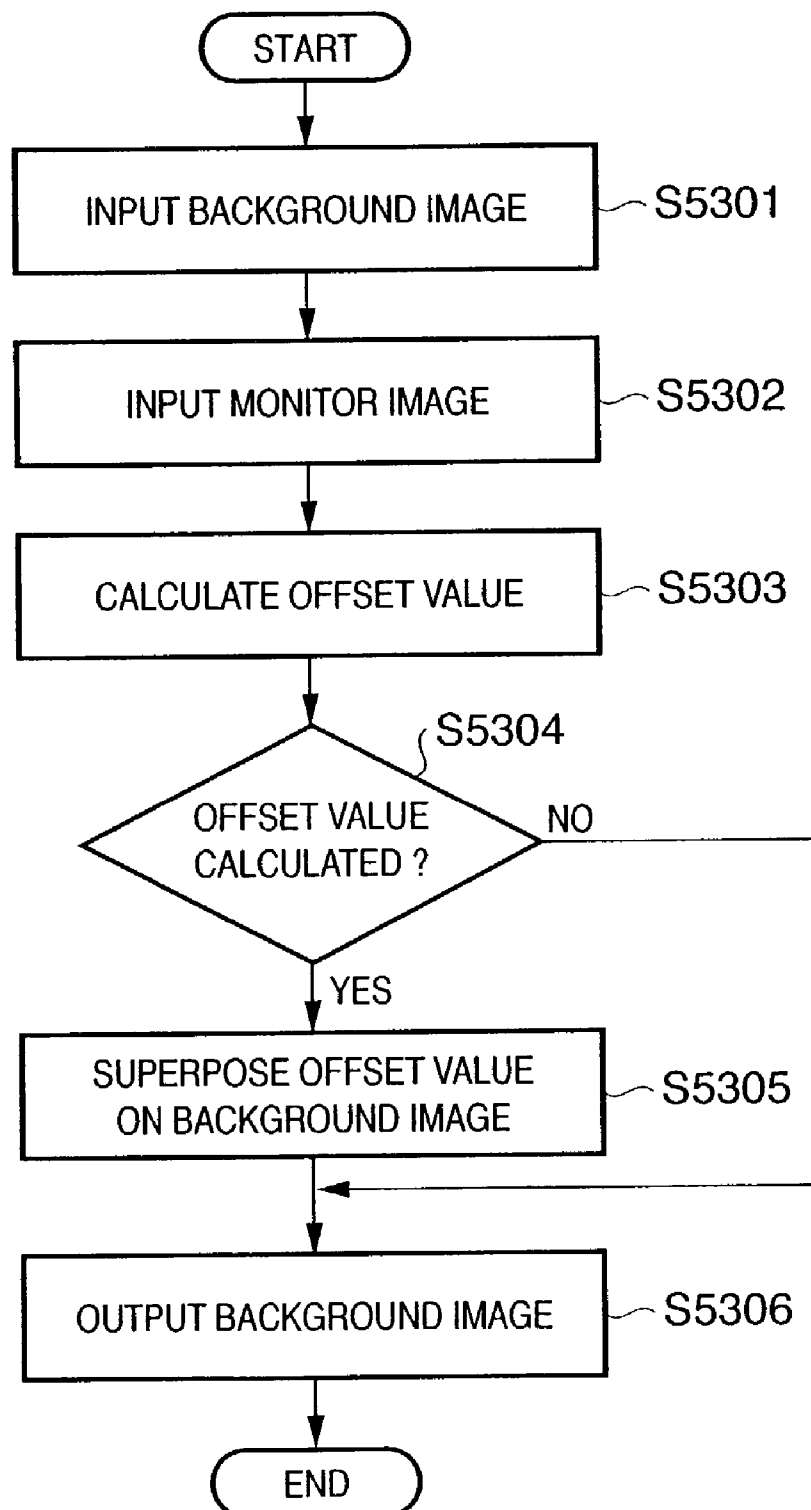 START
INPUT BACKGROUND IMAGE
S5301
INPUT MONITOR IMAGE
S5302
CALCULATE OFFSET VALUE
S5303
S5304
OFFSET VALUE
CALCULATED ?
NO
YES
SUPERPOSE OFFSET VALUE
ON BACKGROUND IMAGE
S5305
OUTPUT BACKGROUND IMAGE
S5306
END